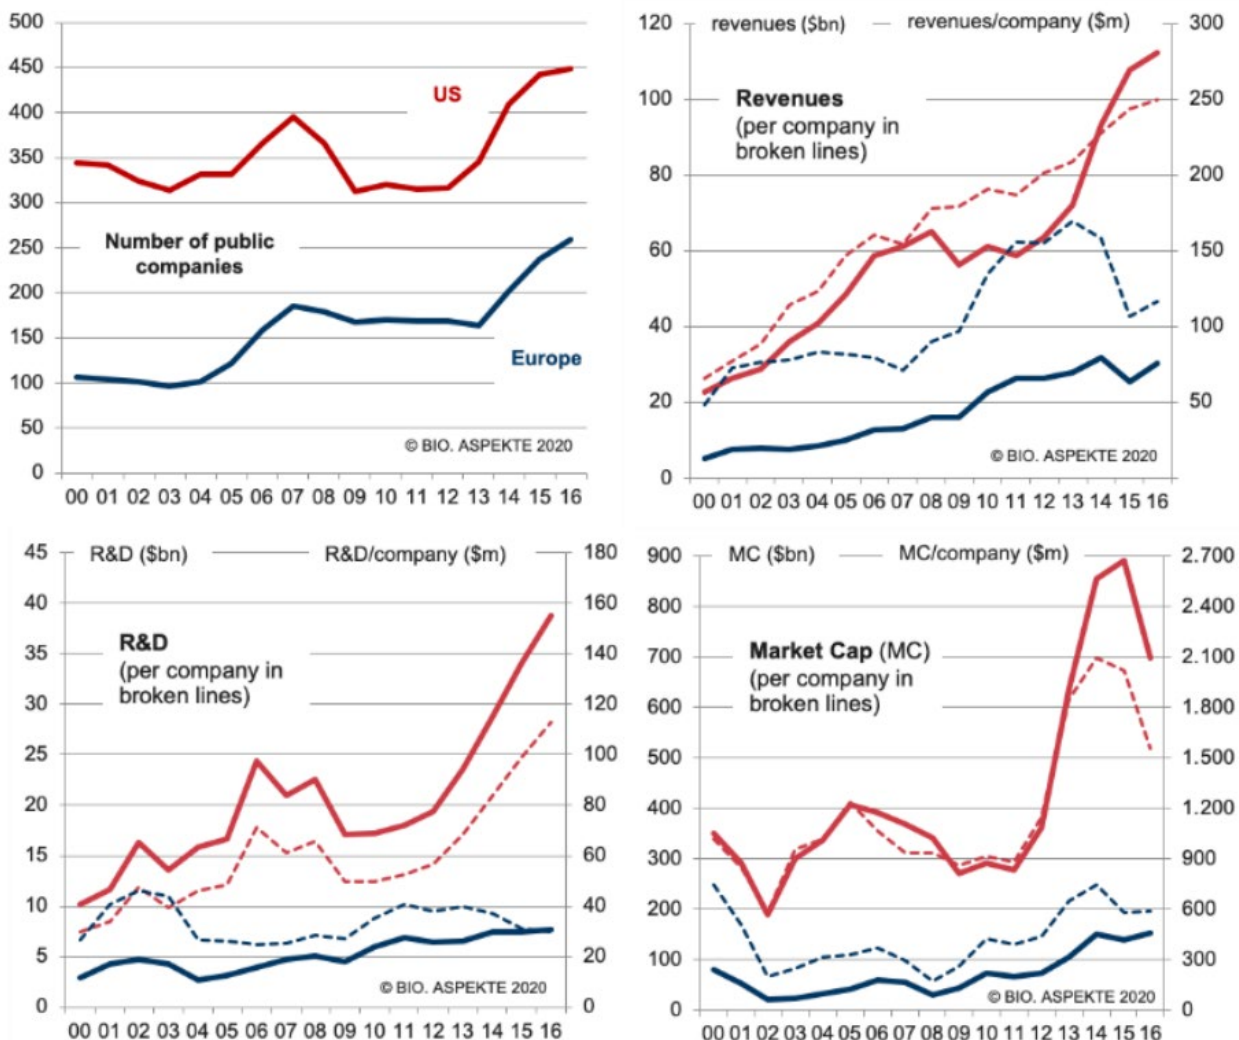 500
450
400
350
300
250
200
150
100
50
0
US
Number of public
companies
Europe
© BIO. ASPEKTE 2020
00 01 02 03 04 05 06 07 08 09 10 11 12 13 14 15 16
120
100
80
60
40
20
0
revenues ($bn)
revenues/company ($m)
300
250
200
150
100
50
Revenues
(per company in
broken lines)
© BIO. ASPEKTE 2020
00 01 02 03 04 05 06 07 08 09 10 11 12 13 14 15 16
45
40
35
30
25
20
15
10
5
0
R&D ($bn)
R&D/company ($m)
180
160
140
120
100
80
60
40
20
0
R&D
(per company in
broken lines)
© BIO. ASPEKTE 2020
00 01 02 03 04 05 06 07 08 09 10 11 12 13 14 15 16
900
800
700
600
500
400
300
200
100
0
MC ($bn)
MC/company ($m)
2.700
2.400
2.100
1.800
1.500
1.200
900
600
300
0
Market Cap (MC)
(per company in
broken lines)
© BIO. ASPEKTE 2020
00 01 02 03 04 05 06 07 08 09 10 11 12 13 14 15 16